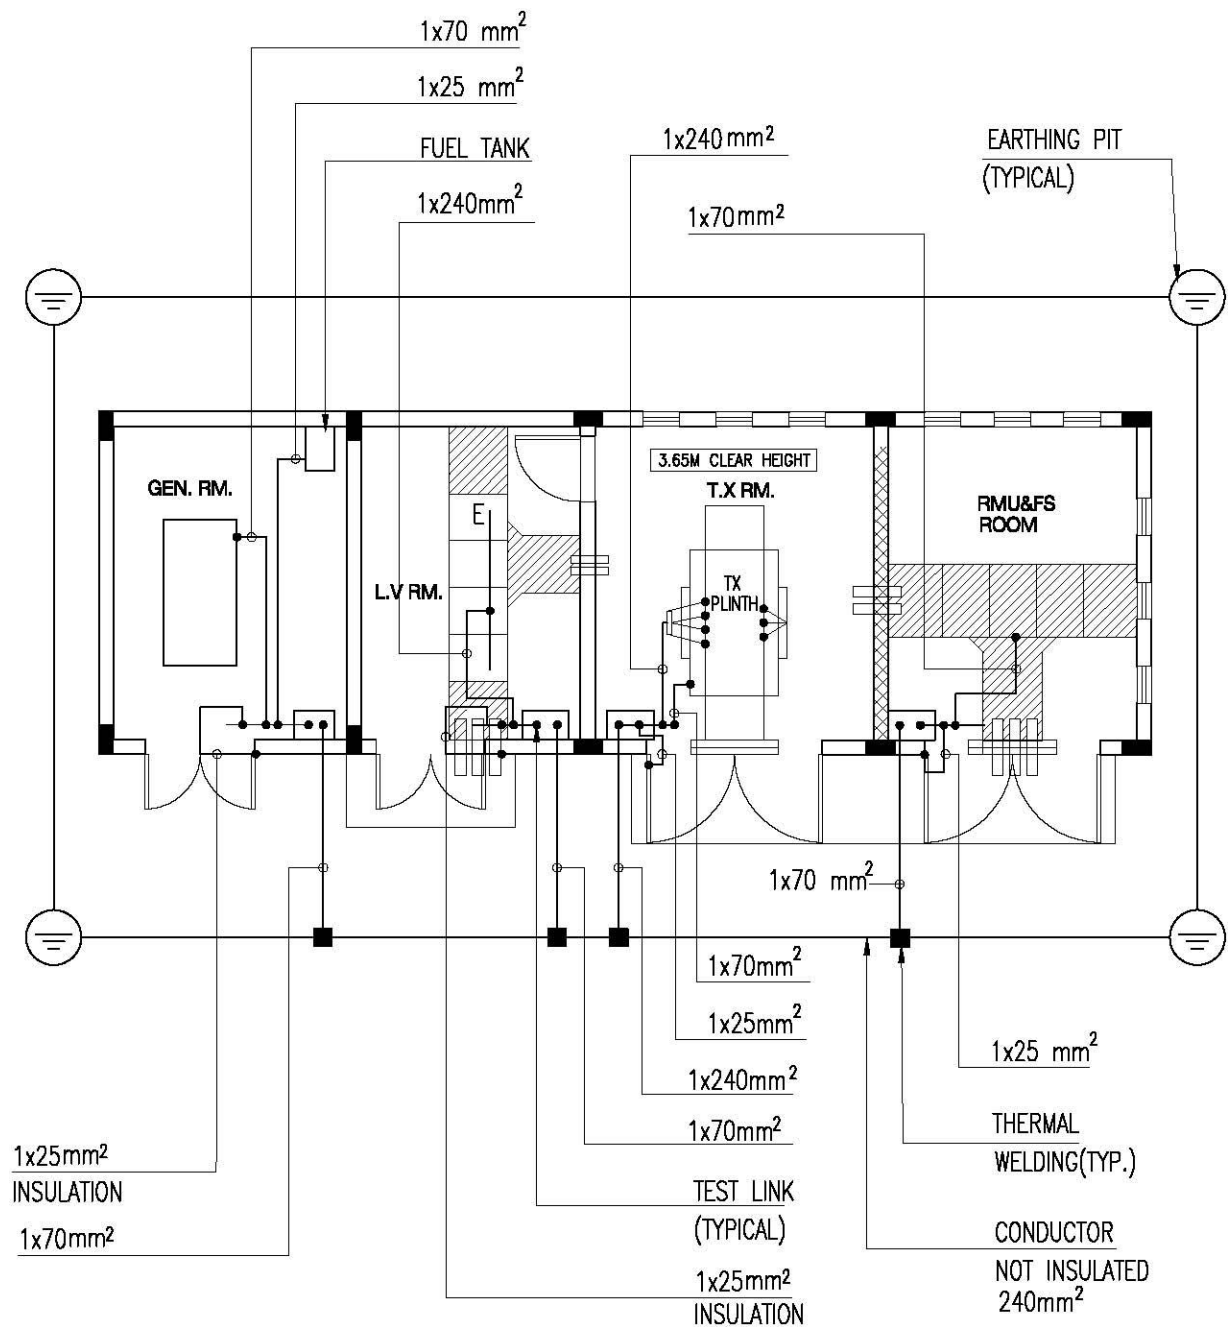 1x70 mm²
1x25 mm²
FUEL TANK
1x240mm²
1x240mm²
1x70mm²
EARTHING PIT
(TYPICAL)
GEN. RM.
L.V RM.
E
3.65M CLEAR HEIGHT
T.X RM.
TX
PLINTH
RMU&FS
ROOM
1x70 mm²
1x70mm²
1x25mm²
1x240mm²
1x70mm²
TEST LINK
(TYPICAL)
1x25mm²
INSULATION
1x25mm²
INSULATION
1x70mm²
1x25 mm²
THERMAL
WELDING(TYP.)
CONDUCTOR
NOT INSULATED
240mm²